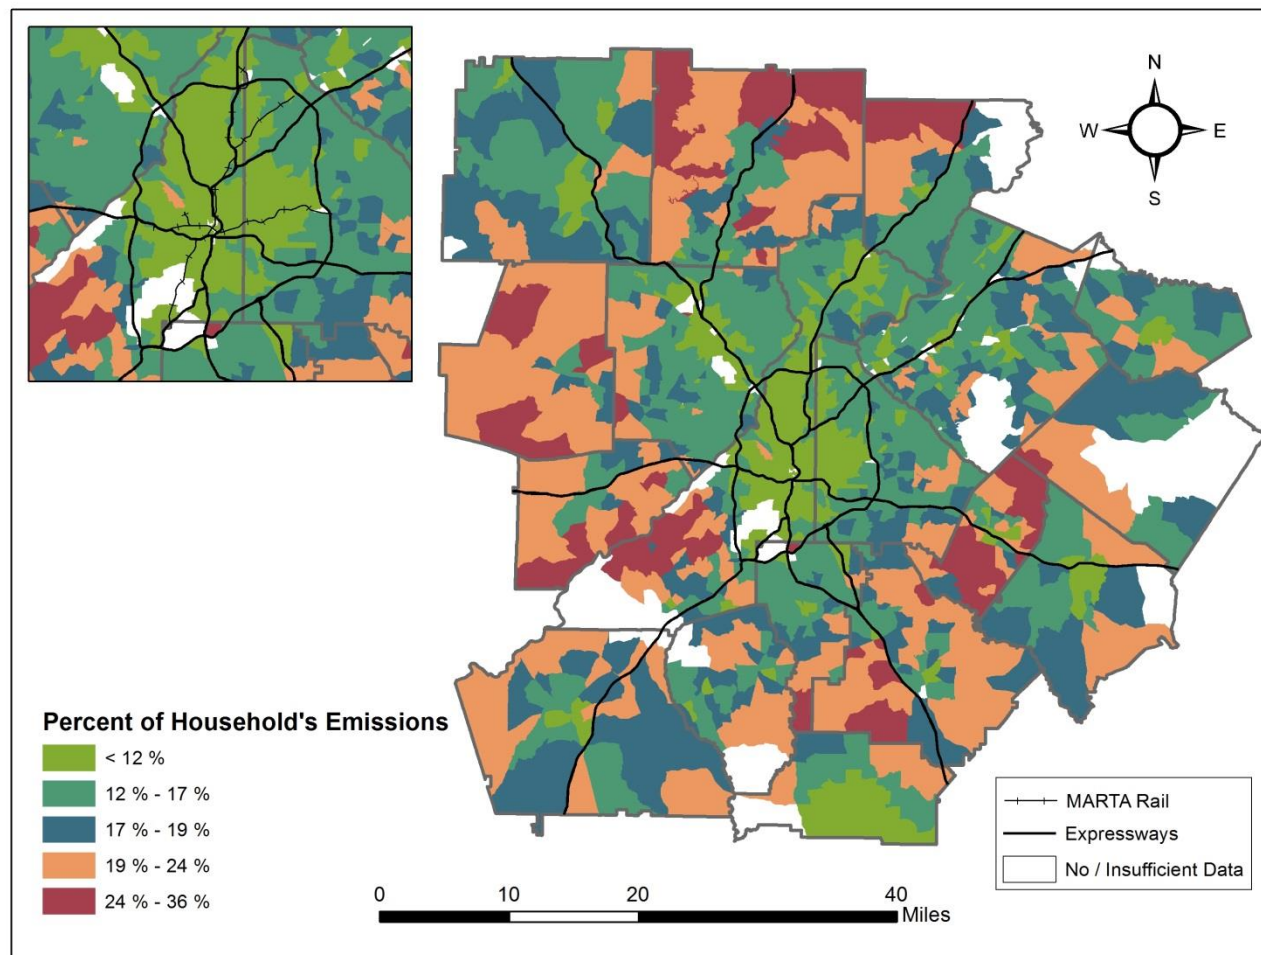 N
W E
S
Percent of Household's Emissions
< 12 %
12 % - 17 %
17 % - 19 %
19 % - 24 %
24 % - 36 %
MARTA Rail
Expressways
No / Insufficient Data
0 10 20 40
Miles